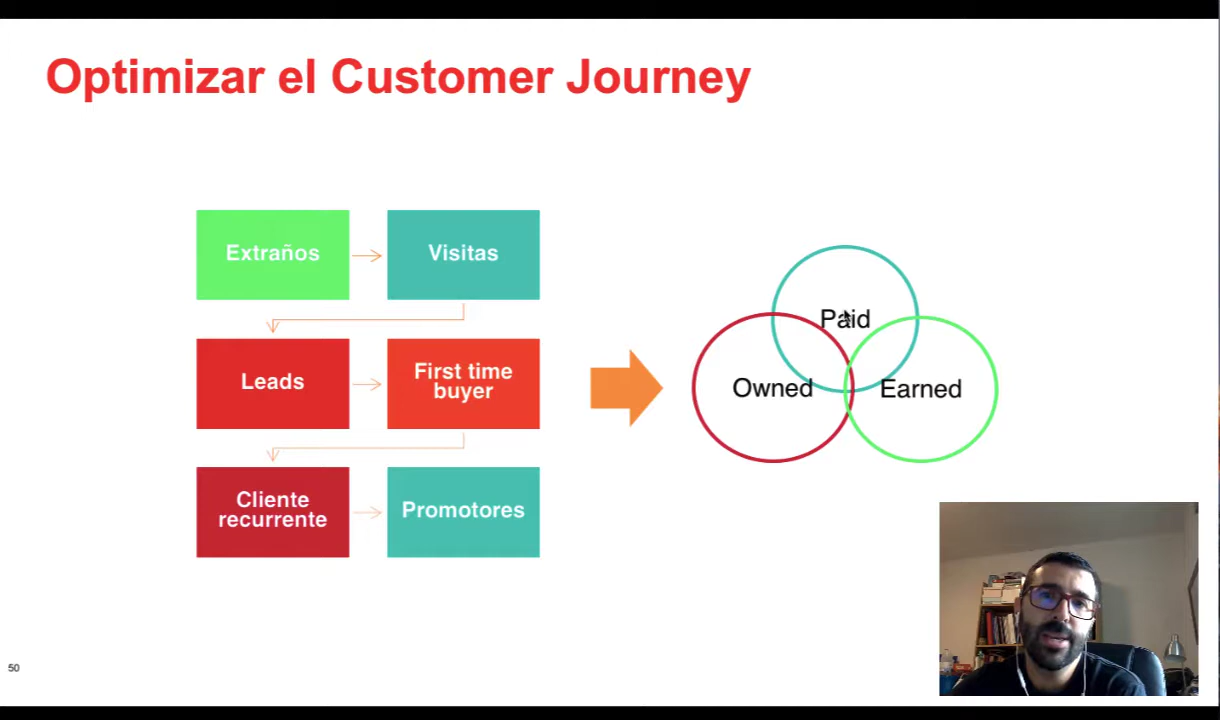 Optimizar el Customer Journey
Extraños
Visitas
Leads
First time
buyer
Cliente
recurrente
Promotores
Paid
Owned
Earned
50